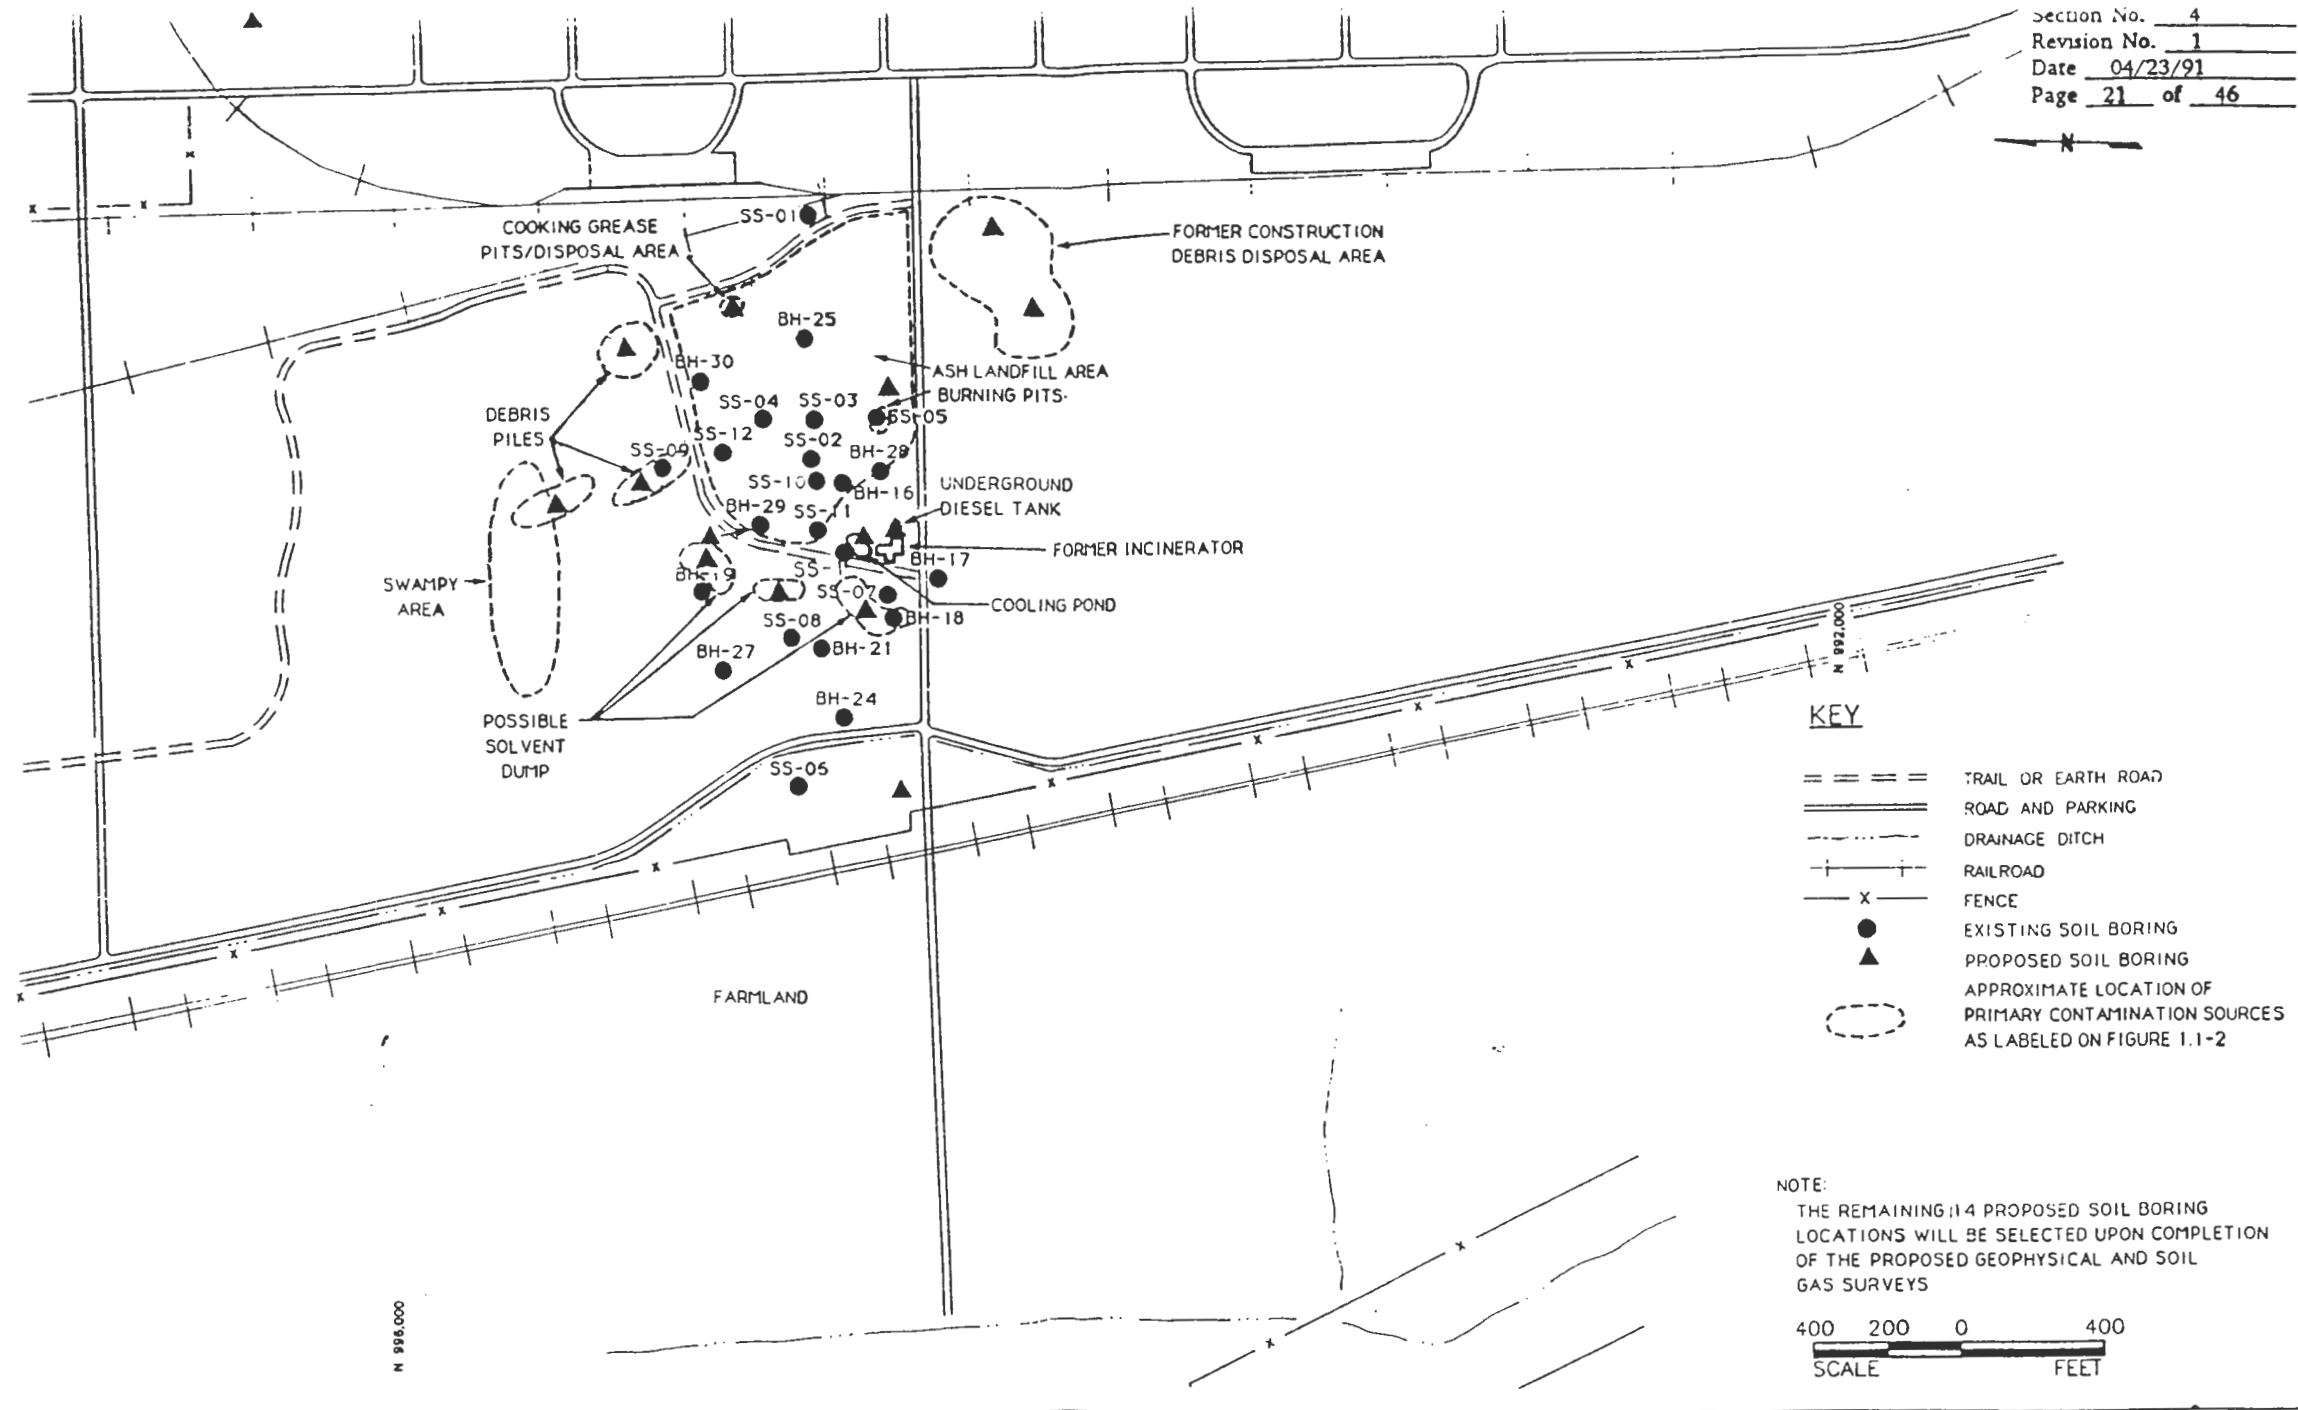 Section No. 4
Revision No. 1
Date 04/23/91
Page 21 of 46
N
COOKING GREASE
PITS/DISPOSAL AREA
SS-01
FORMER CONSTRUCTION
DEBRIS DISPOSAL AREA
BH-25
BH-30
ASH LANDFILL AREA
BURNING PITS
SS-04
SS-03
SS-05
DEBRIS
PILES
SS-12
SS-02
SS-09
BH-28
SS-10
BH-16
UNDERGROUND
DIESEL TANK
BH-29
SS-11
FORMER INCINERATOR
BH-17
SS-
BH-19
SS-07
SWAMPY
AREA
COOLING POND
SS-08
BH-18
BH-27
BH-21
BH-24
POSSIBLE
SOLVENT
DUMP
SS-06
N 992,000
KEY
TRAIL OR EARTH ROAD
ROAD AND PARKING
DRAINAGE DITCH
RAILROAD
FENCE
EXISTING SOIL BORING
PROPOSED SOIL BORING
APPROXIMATE LOCATION OF
PRIMARY CONTAMINATION SOURCES
AS LABELED ON FIGURE 1.1-2
FARMLAND
NOTE:
THE REMAINING 14 PROPOSED SOIL BORING
LOCATIONS WILL BE SELECTED UPON COMPLETION
OF THE PROPOSED GEOPHYSICAL AND SOIL
GAS SURVEYS
N 996,000
400 200 0 400
SCALE FEET